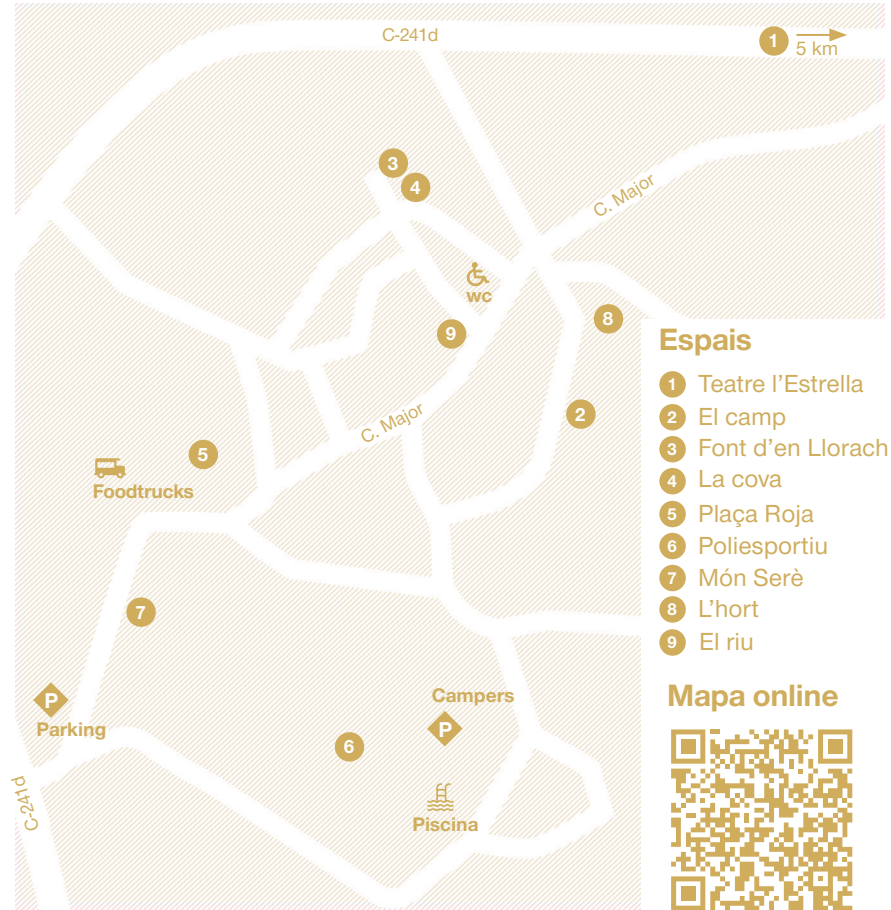 C-241d
1
5 km
3
4
C. Major
wc
8
9
2
C. Major
5
Foodtrucks
7
P
Parking
Campers
P
6
Piscina
C-241d
Espais
1 Teatre l’Estrella
2 El camp
3 Font d’en Llorach
4 La cova
5 Plaça Roja
6 Poliesportiu
7 Món Serè
8 L’hort
9 El riu
Mapa online